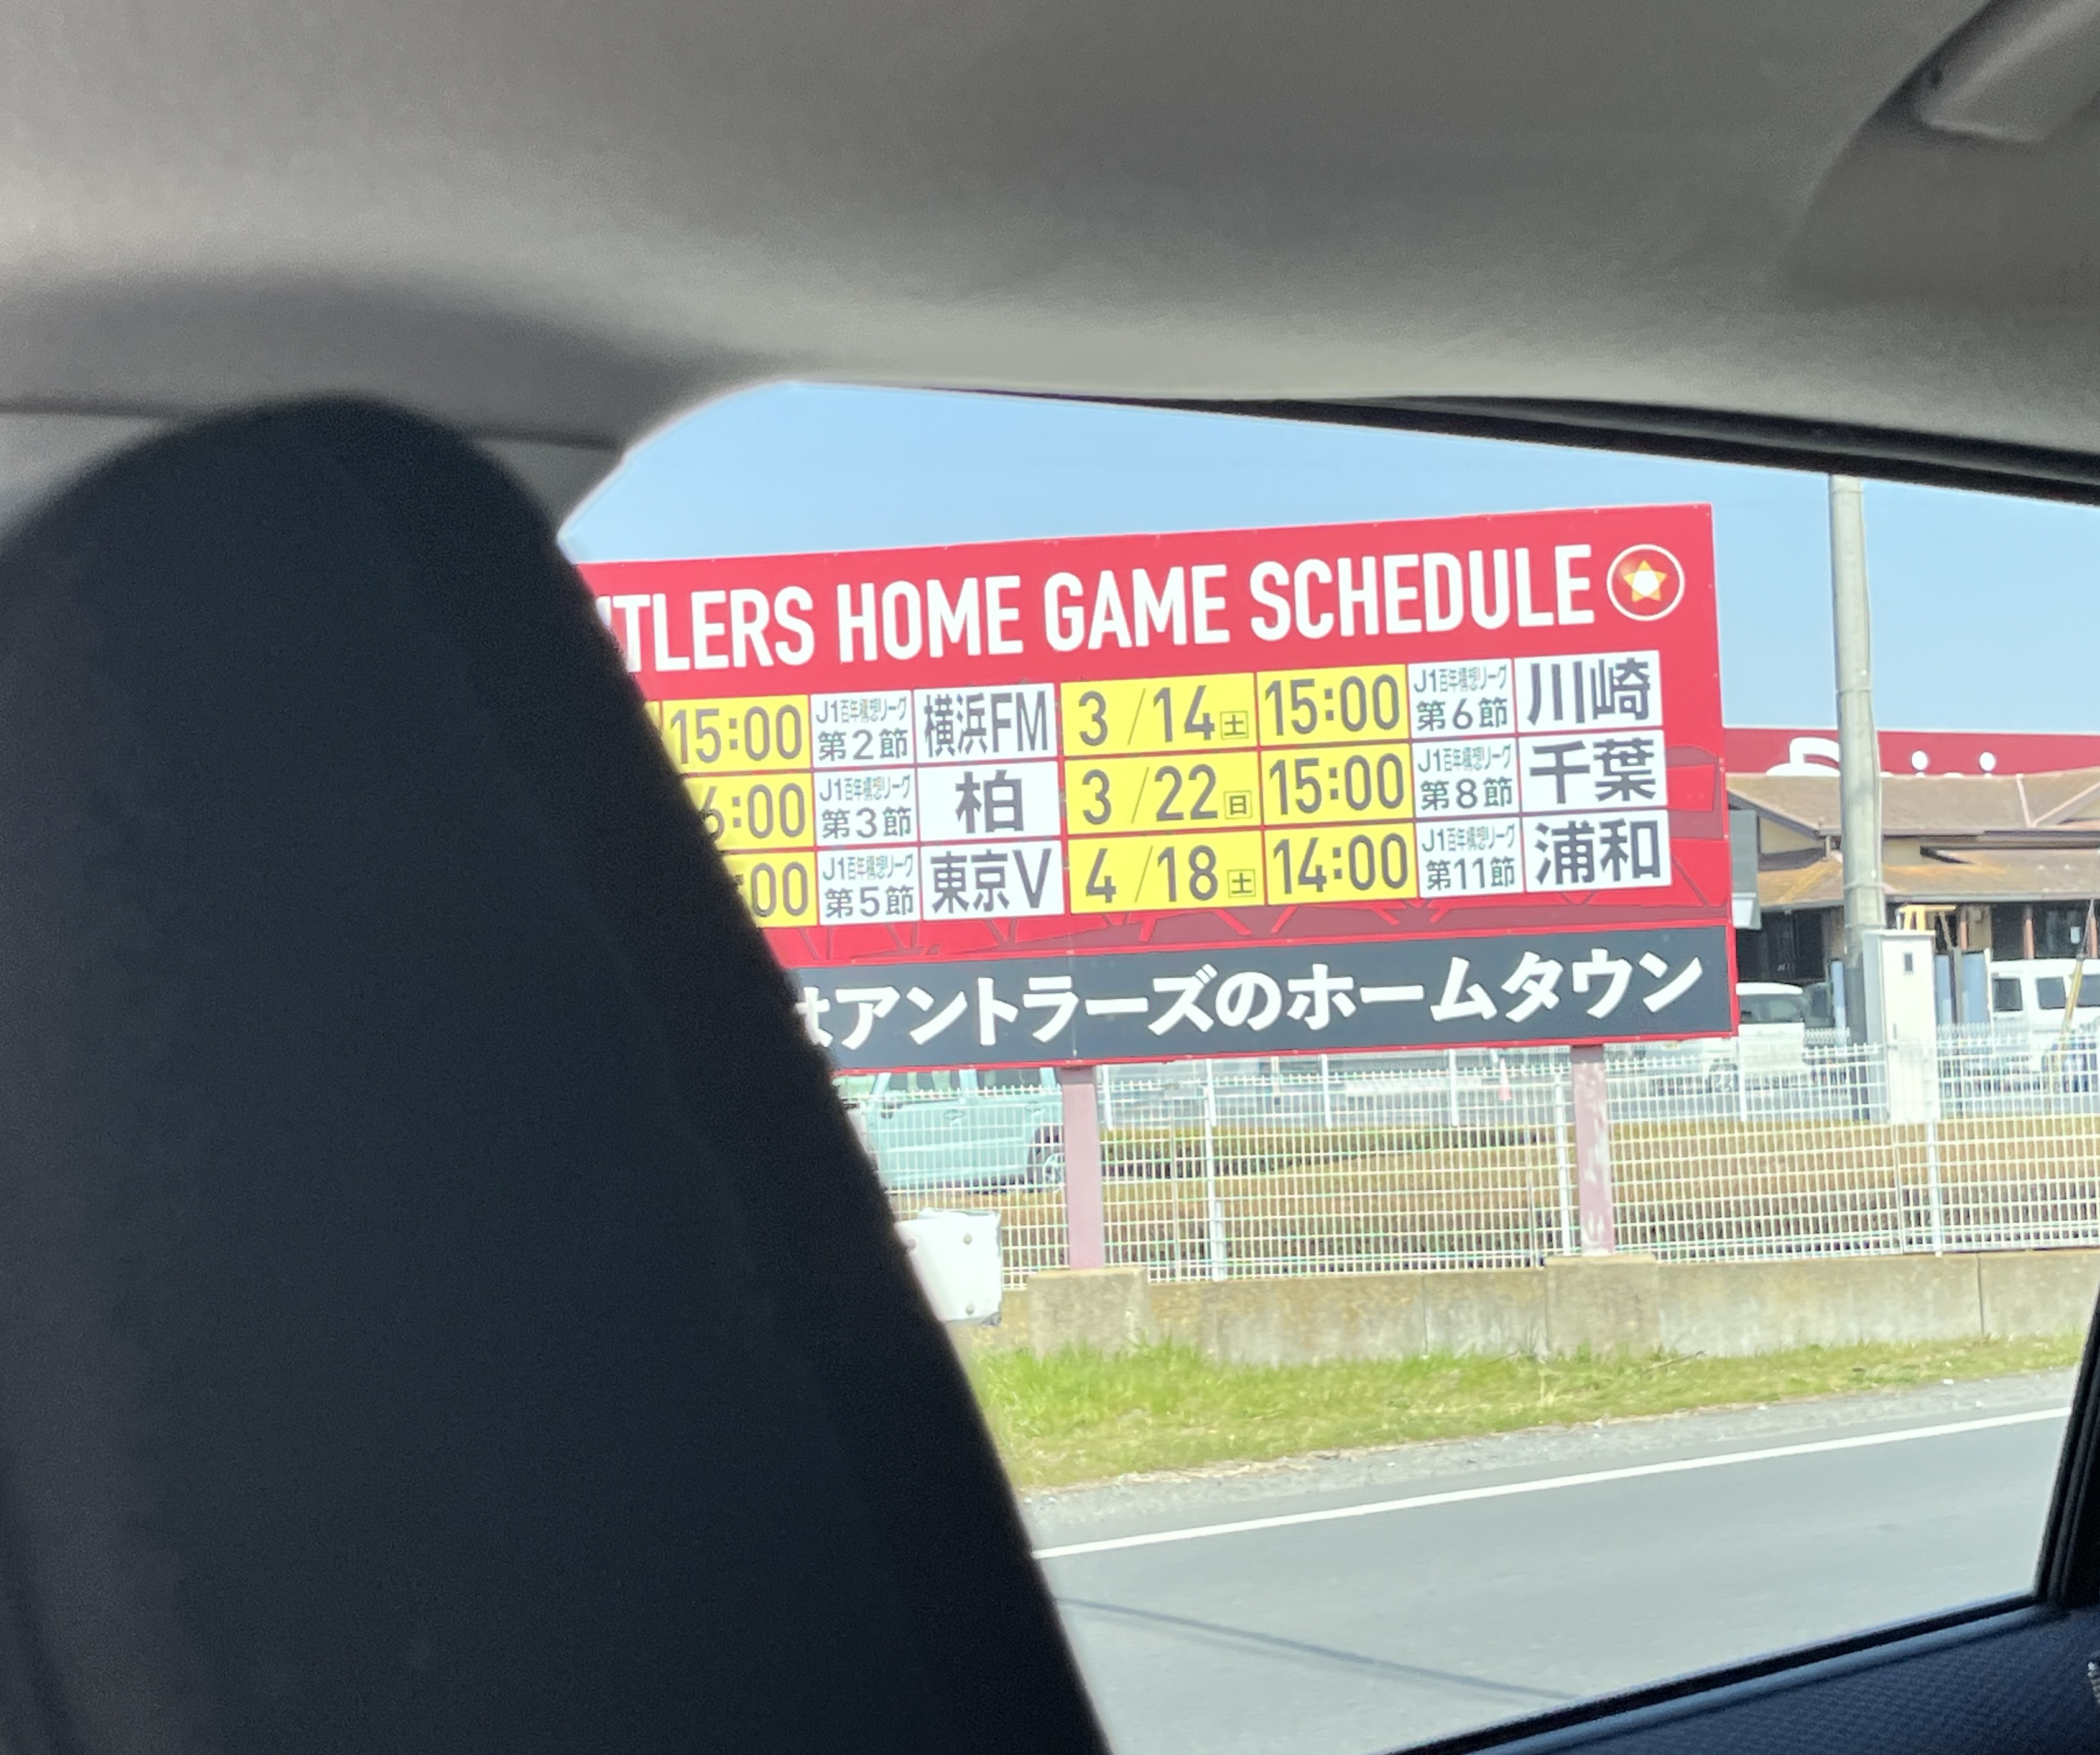 TLERS HOME GAME SCHEDULE
15:00 J1百年構想リーグ 第2節 横浜FM 3/14土 15:00 J1百年構想リーグ 第6節 川崎
:00 J1百年構想リーグ 第3節 柏 3/22日 15:00 J1百年構想リーグ 第8節 千葉
:00 J1百年構想リーグ 第5節 東京V 4/18土 14:00 J1百年構想リーグ 第11節 浦和
はアントラーズのホームタウン